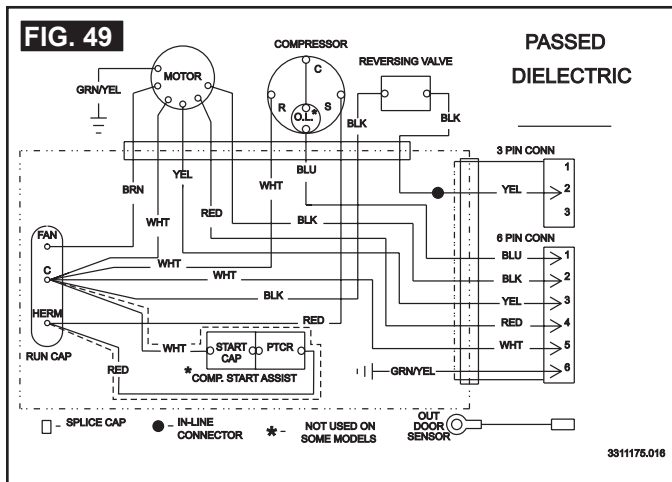 FIG. 49
PASSED
DIELECTRIC
COMPRESSOR
REVERSING VALVE
MOTOR
GRN/YEL
C
R
S
O.L.*
BLK
BLK
3 PIN CONN
1
YEL
2
3
BRN
YEL
WHT
BLU
WHT
RED
BLK
6 PIN CONN
BLU
1
BLK
2
YEL
3
RED
4
WHT
5
GRN/YEL
6
FAN
C
HERM
RUN CAP
WHT
WHT
BLK
RED
WHT
RED
START
CAP
PTCR
* COMP. START ASSIST
- SPLICE CAP
- IN-LINE
CONNECTOR
* - NOT USED ON
SOME MODELS
OUT
DOOR
SENSOR
3311175.016